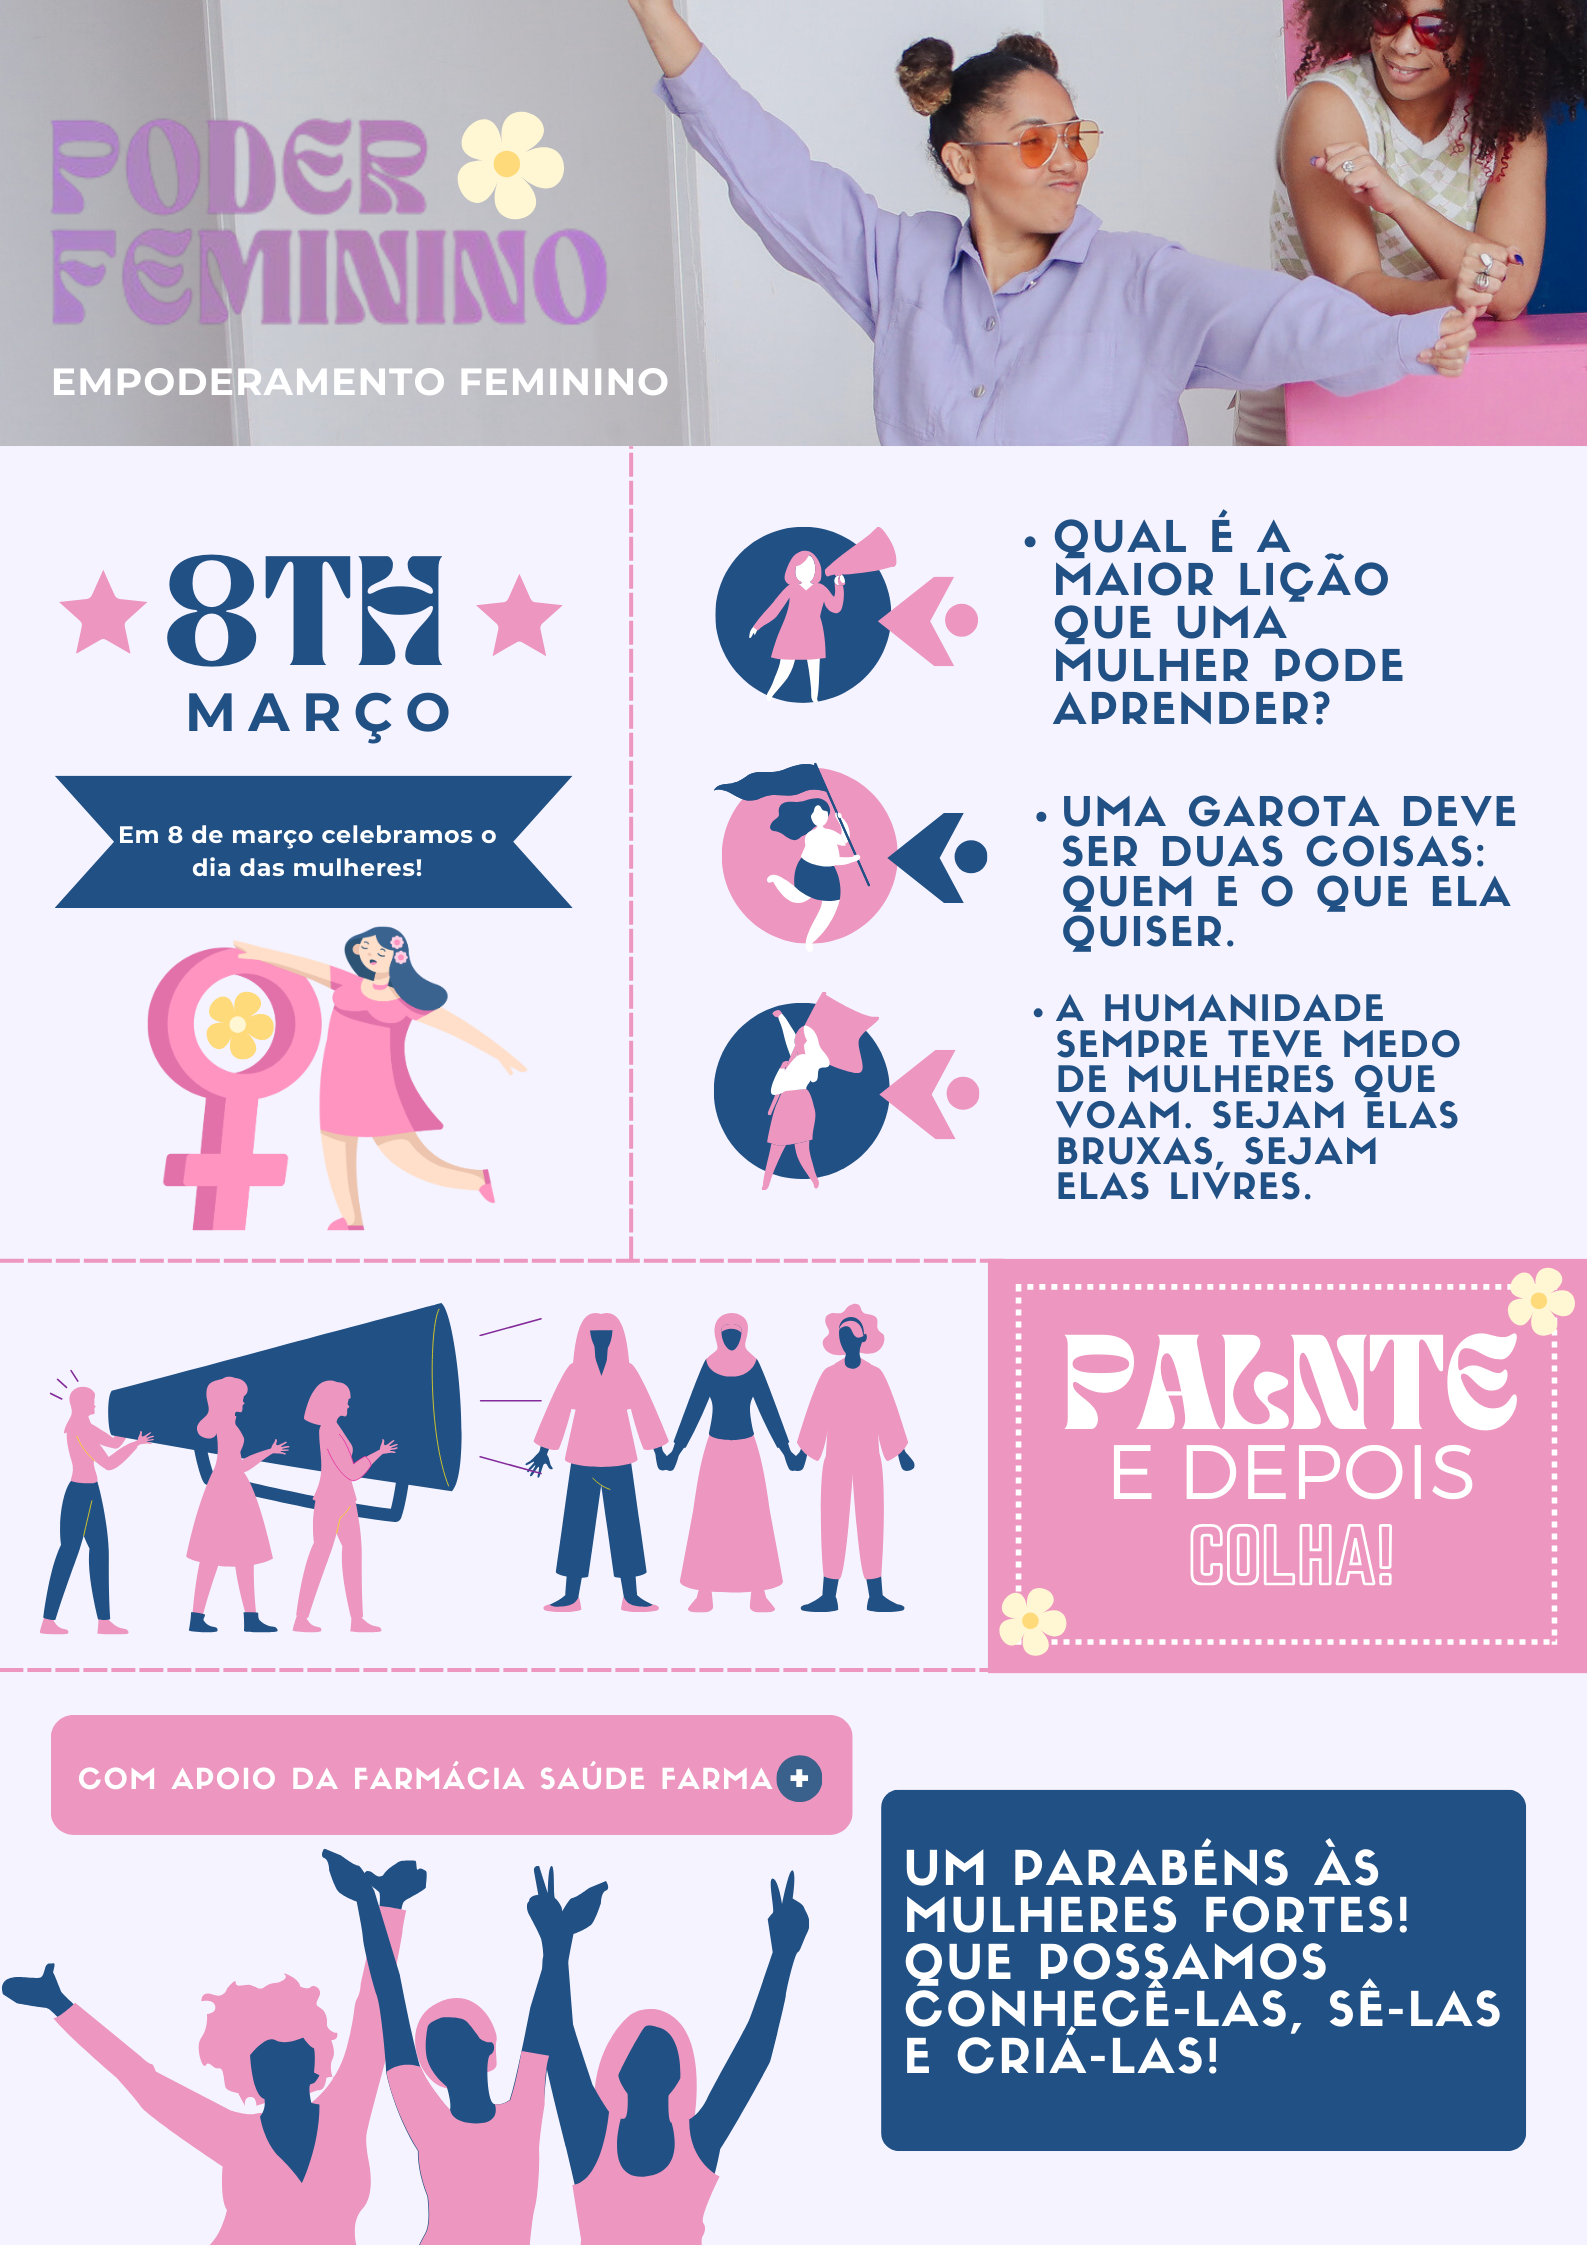 PODER
FEMININO
EMPODERAMENTO FEMININO
8TH
MARÇO
Em 8 de março celebramos o
dia das mulheres!
• QUAL É A
MAIOR LIÇÃO
QUE UMA
MULHER PODE
APRENDER?
• UMA GAROTA DEVE
SER DUAS COISAS:
QUEM E O QUE ELA
QUISER.
• A HUMANIDADE
SEMPRE TEVE MEDO
DE MULHERES QUE
VOAM. SEJAM ELAS
BRUXAS, SEJAM
ELAS LIVRES.
PALNTE
E DEPOIS
COLHA!
COM APOIO DA FARMÁCIA SAÚDE FARMA +
UM PARABÉNS ÀS
MULHERES FORTES!
QUE POSSAMOS
CONHECÊ-LAS, SÊ-LAS
E CRIÁ-LAS!